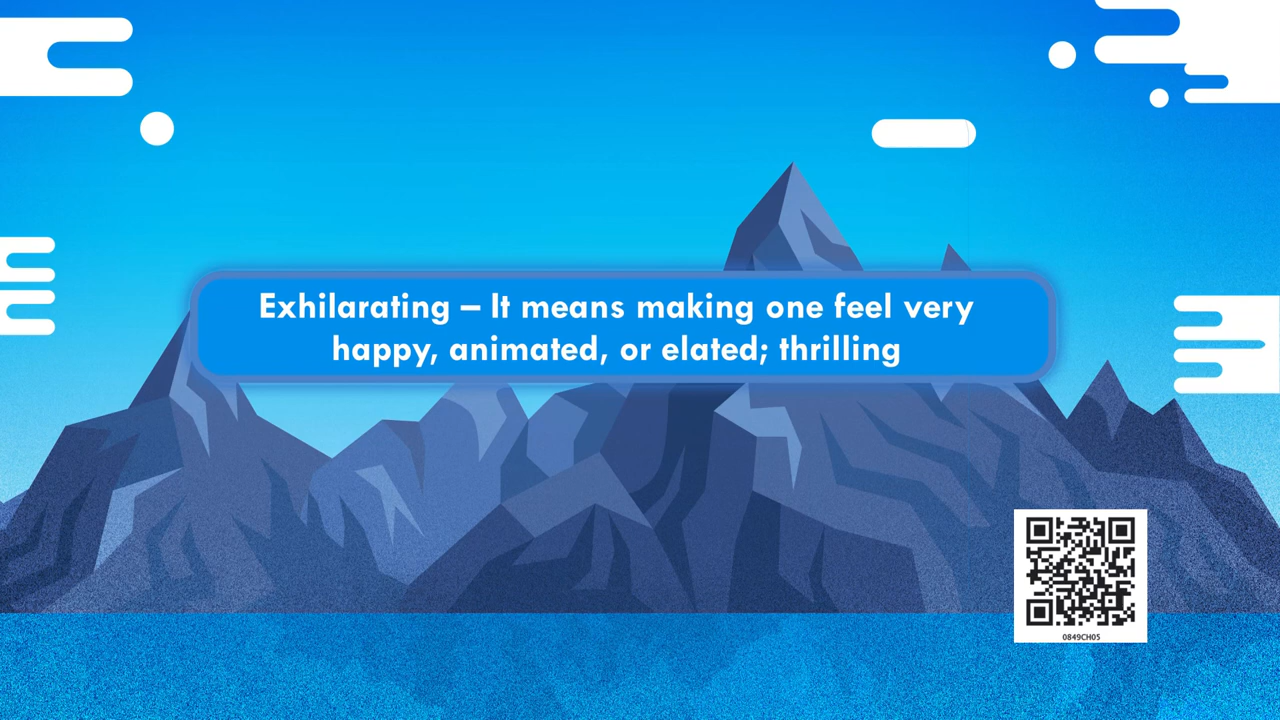 Exhilarating – It means making one feel very
happy, animated, or elated; thrilling
0849CH05